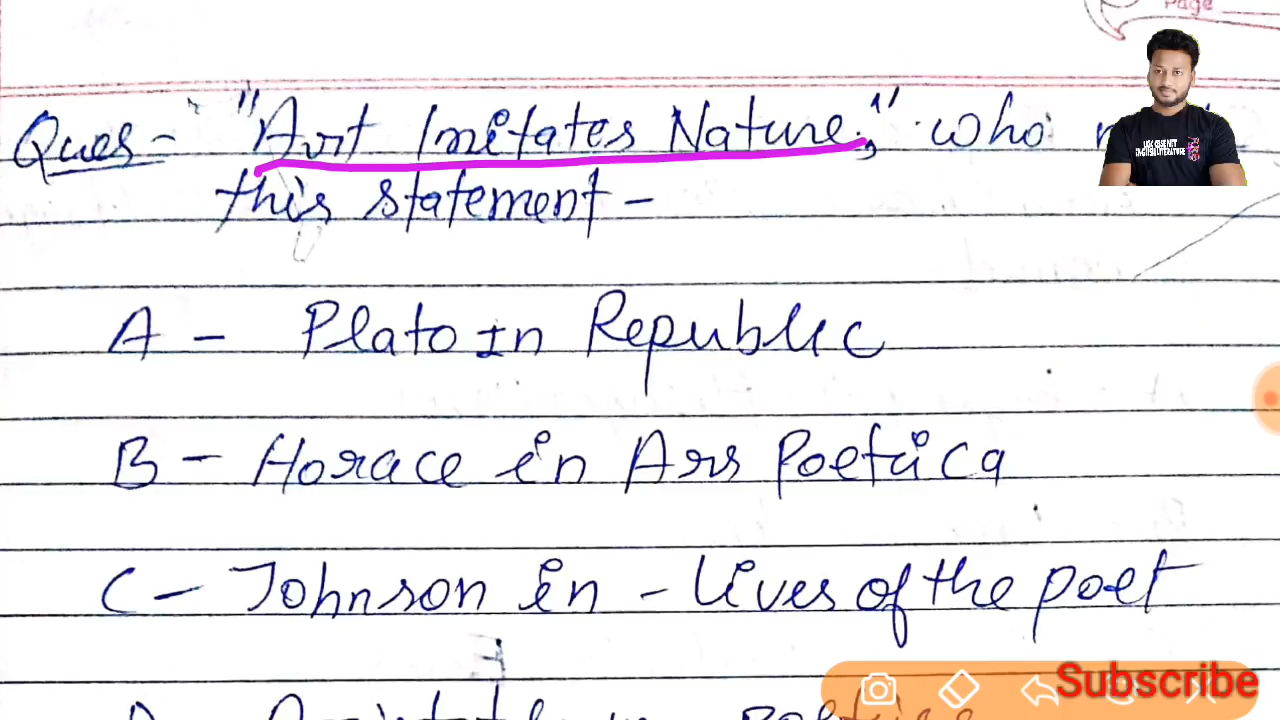 Page
Ques- "Art Imitates Nature," who
this statement -
A - Plato in Republic
B - Horace in Ars Poetica
C - Johnson in - Lives of the poet
Subscribe